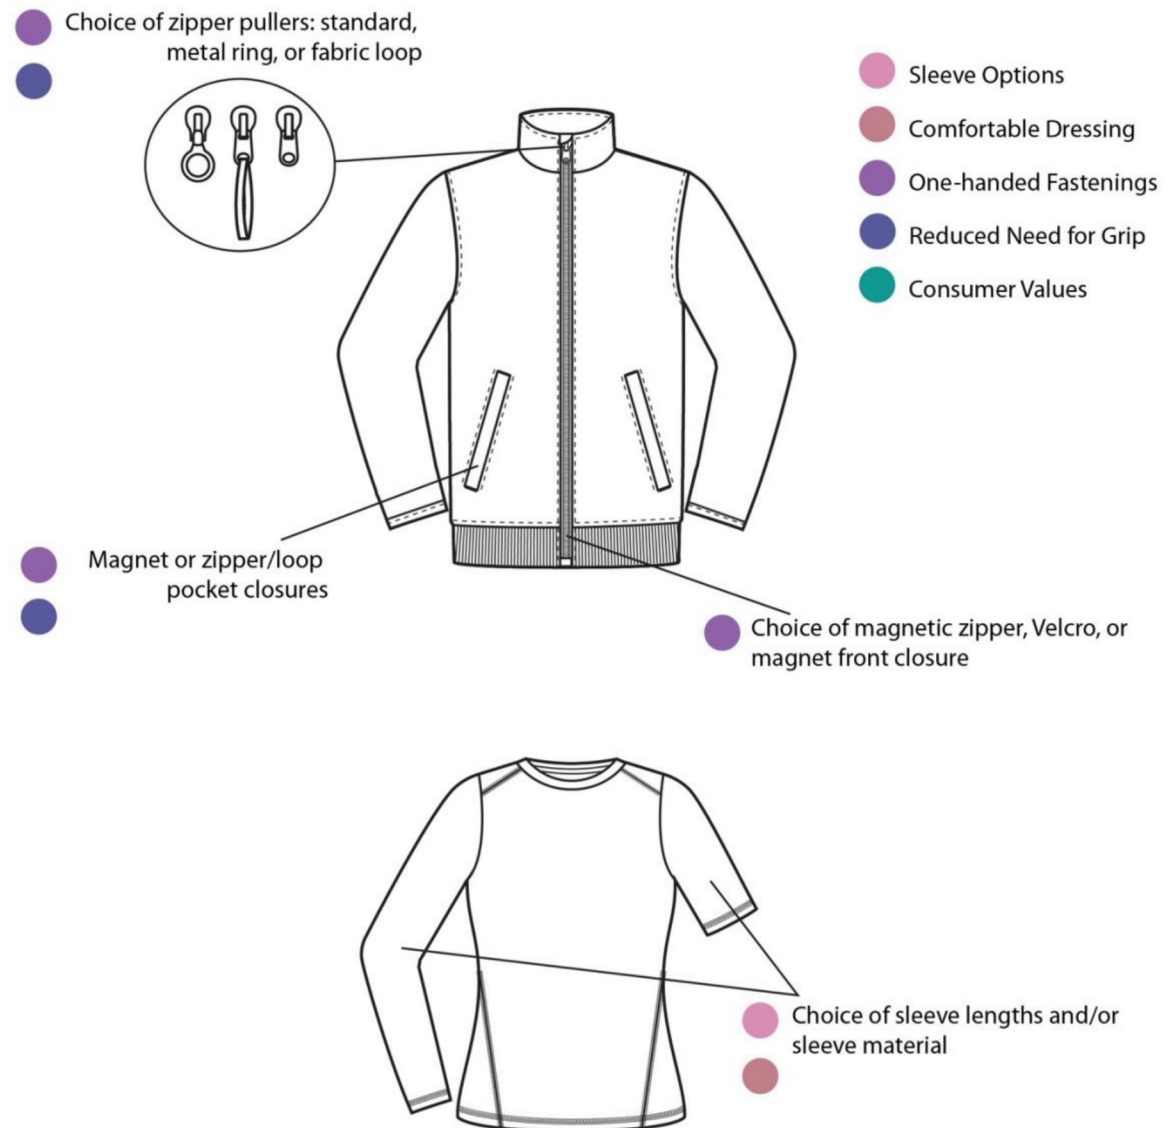 Choice of zipper pullers: standard,
metal ring, or fabric loop
Sleeve Options
Comfortable Dressing
One-handed Fastenings
Reduced Need for Grip
Consumer Values
Magnet or zipper/loop
pocket closures
Choice of magnetic zipper, Velcro, or
magnet front closure
Choice of sleeve lengths and/or
sleeve material